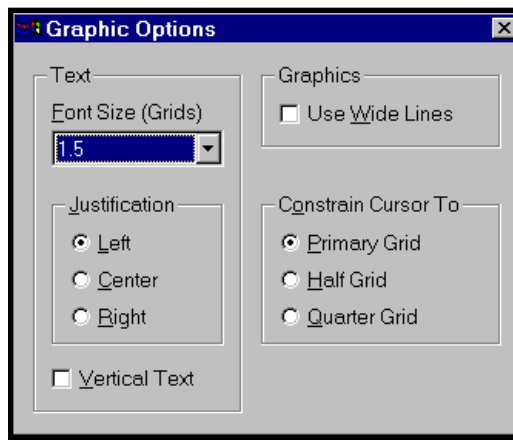 Graphic Options
Text
Font Size (Grids)
1.5
Justification
Left
Center
Right
Vertical Text
Graphics
Use Wide Lines
Constrain Cursor To
Primary Grid
Half Grid
Quarter Grid